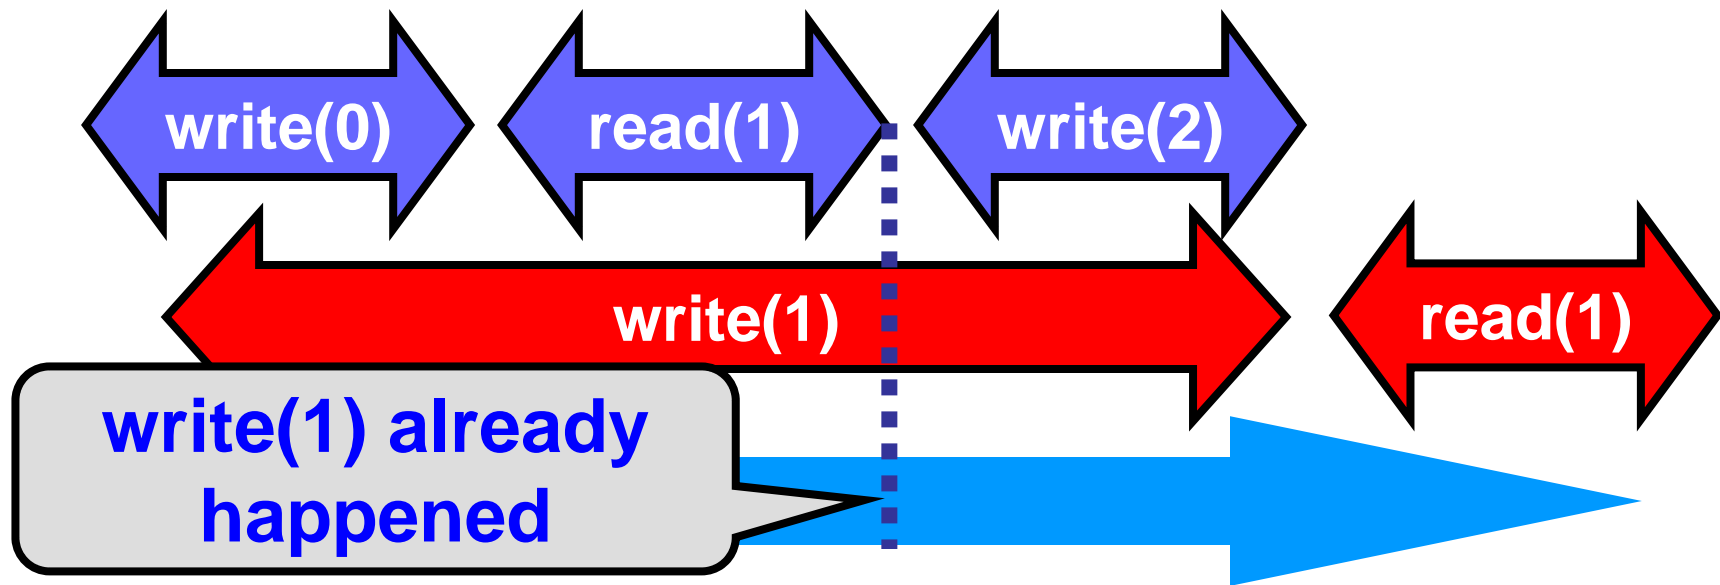 write(0) read(1) write(2)
write(1) read(1)
write(1) already
happened